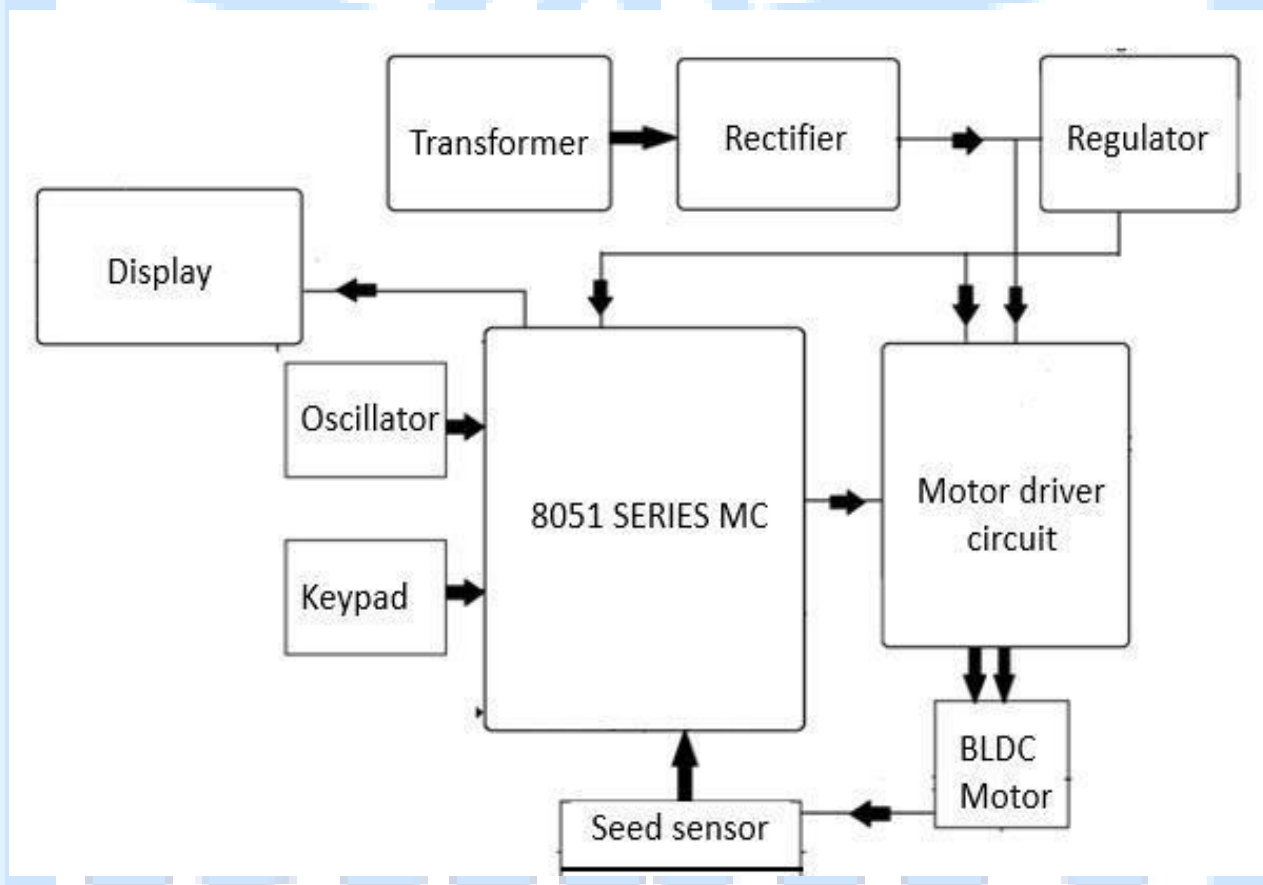 Transformer
Rectifier
Regulator
Display
Oscillator
8051 SERIES MC
Motor driver
circuit
Keypad
BLDC
Motor
Seed sensor